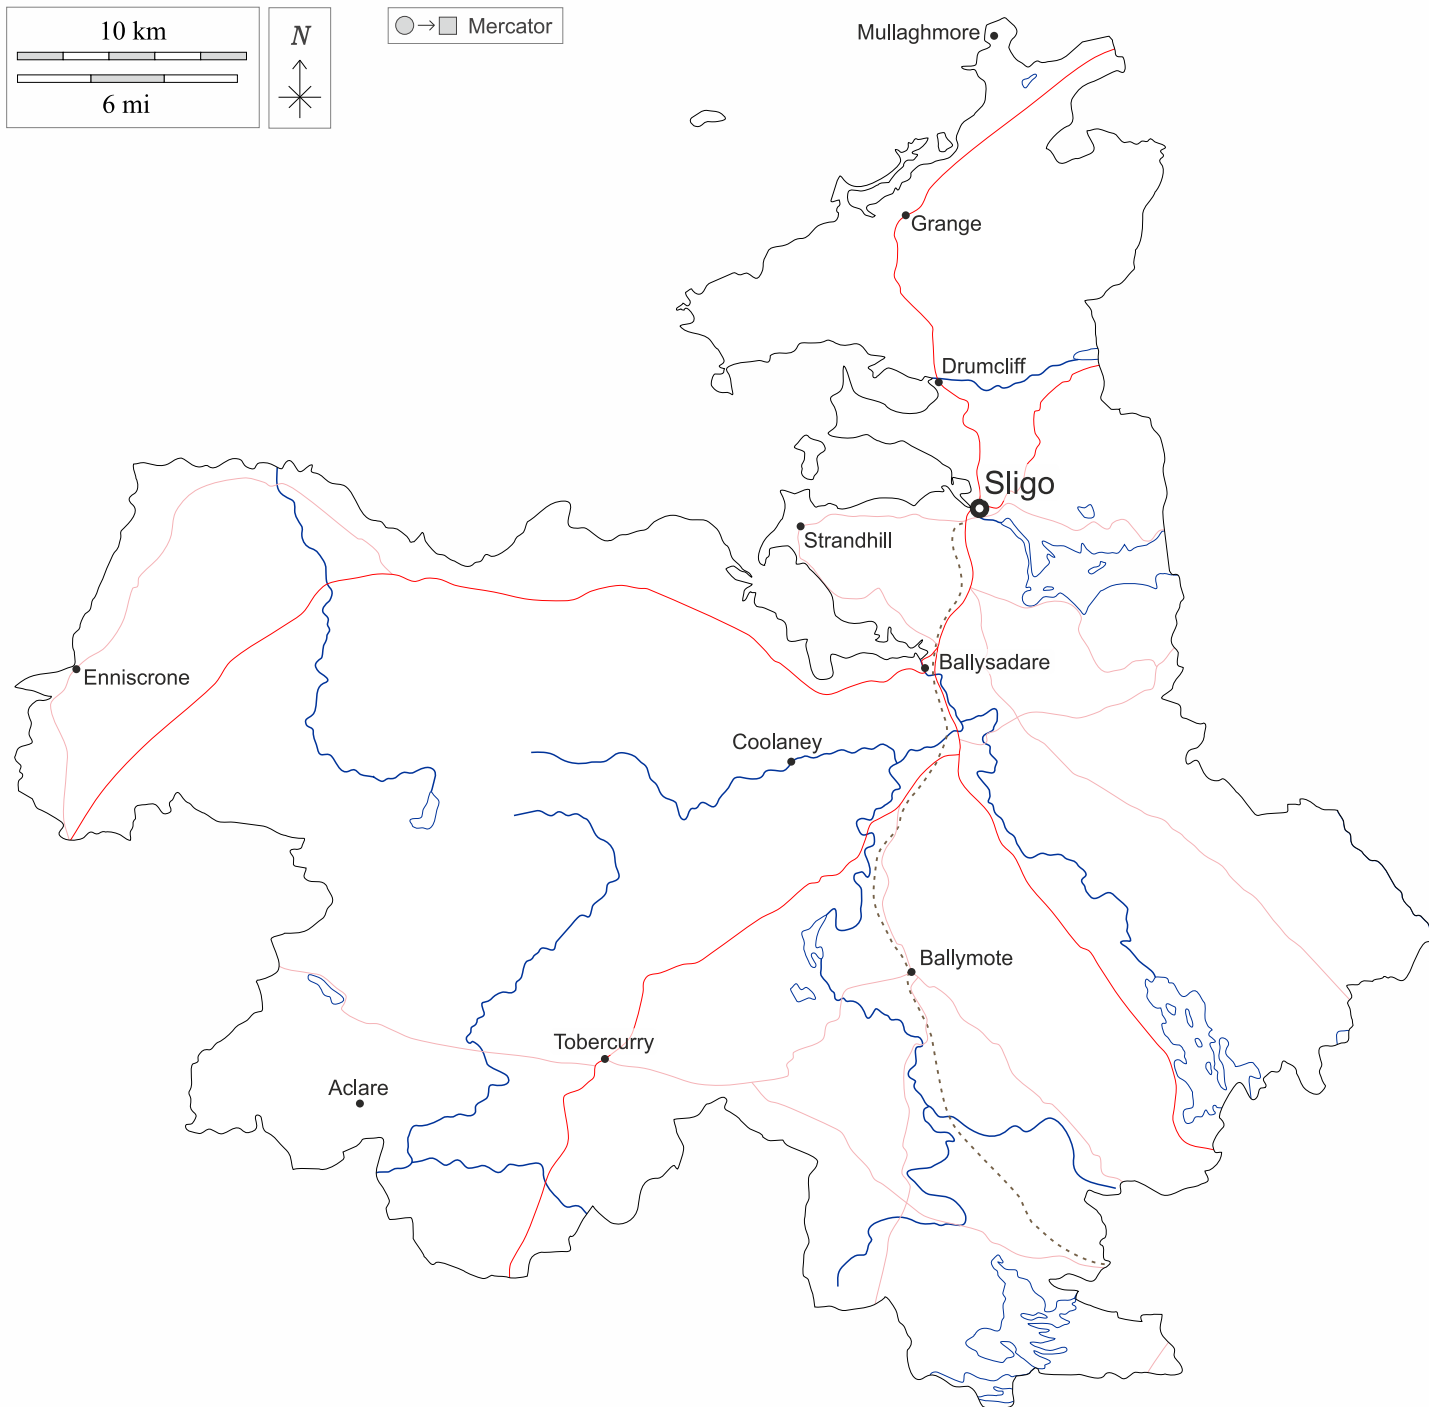 10 km
6 mi
N
Mercator
Mullaghmore
Grange
Drumcliff
Sligo
Strandhill
Enniscrone
Ballysadare
Coolaney
Ballymote
Tobercurry
Aclare